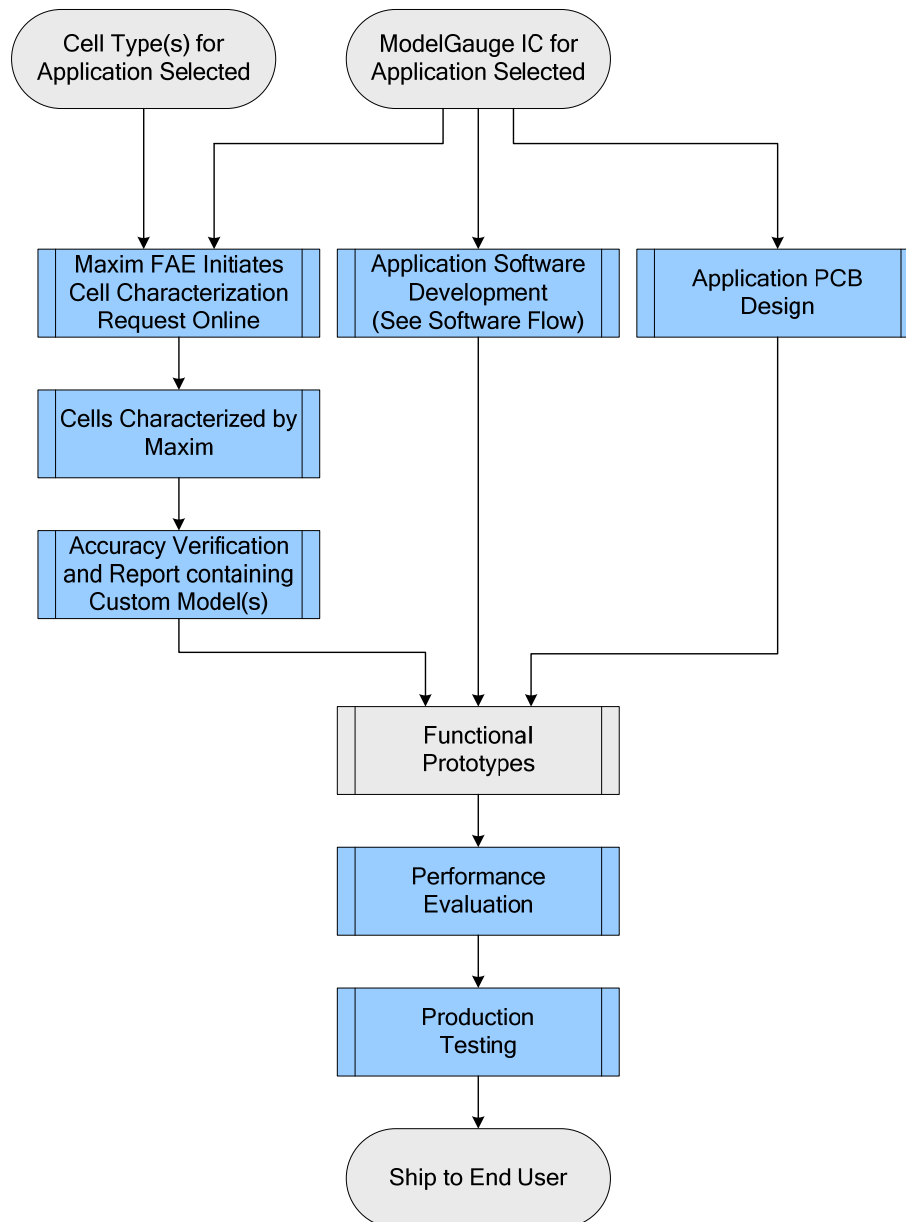 Cell Type(s) for
Application Selected
ModelGauge IC for
Application Selected
Maxim FAE Initiates
Cell Characterization
Request Online
Application Software
Development
(See Software Flow)
Application PCB
Design
Cells Characterized by
Maxim
Accuracy Verification
and Report containing
Custom Model(s)
Functional
Prototypes
Performance
Evaluation
Production
Testing
Ship to End User